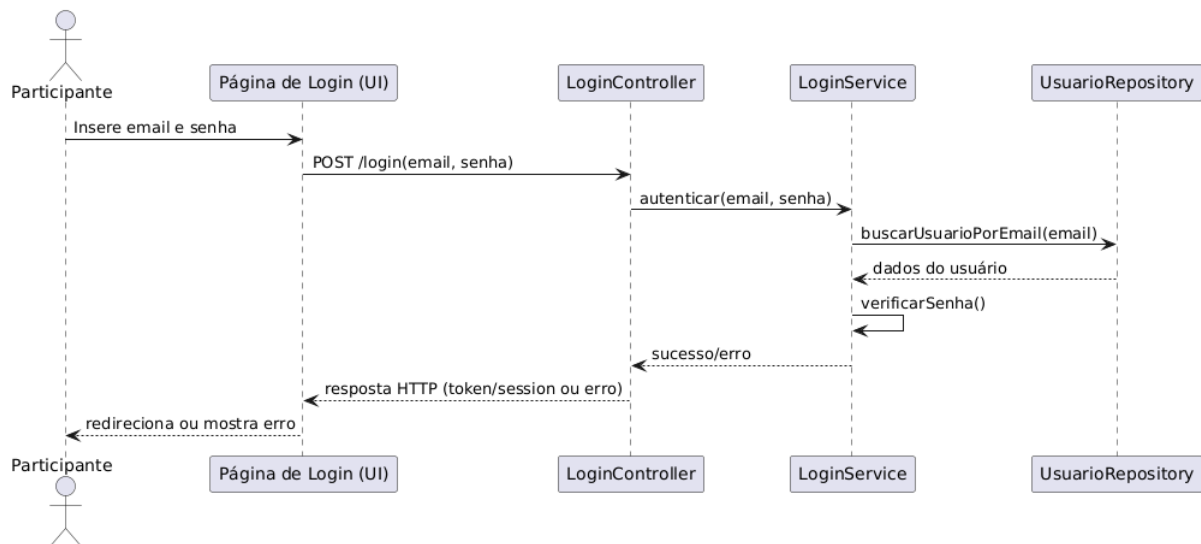 Participante
Página de Login (UI)
LoginController
LoginService
UsuarioRepository
Insere email e senha
POST /login(email, senha)
autenticar(email, senha)
buscarUsuarioPorEmail(email)
dados do usuário
verificarSenha()
sucesso/erro
resposta HTTP (token/session ou erro)
redireciona ou mostra erro
Participante
Página de Login (UI)
LoginController
LoginService
UsuarioRepository